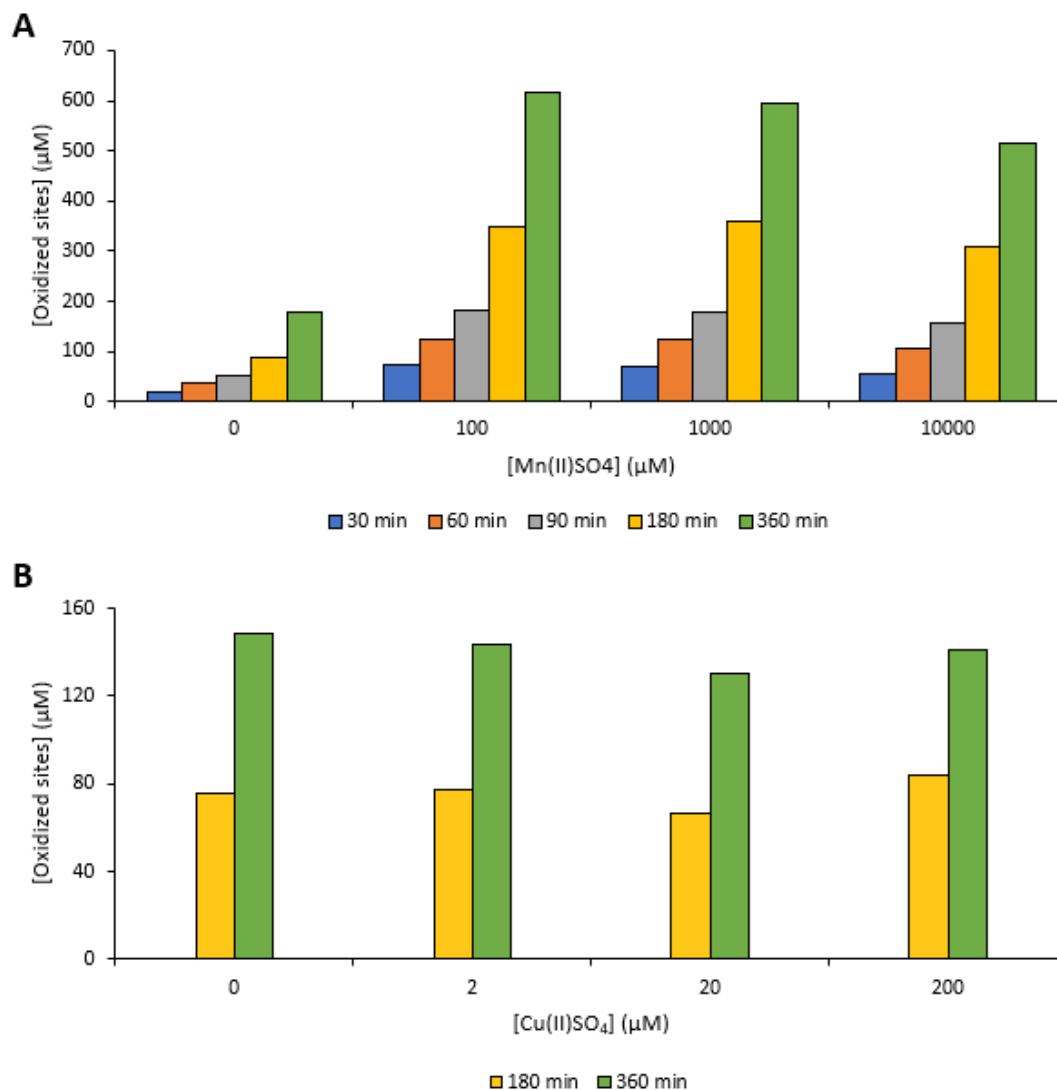 A
700
600
500
400
300
200
100
0
[Oxidized sites] (µM)
0 100 1000 10000
[Mn(II)SO4] (µM)
30 min 60 min 90 min 180 min 360 min
B
160
120
80
40
0
[Oxidized sites] (µM)
0 2 20 200
[Cu(II)SO₄] (µM)
180 min 360 min